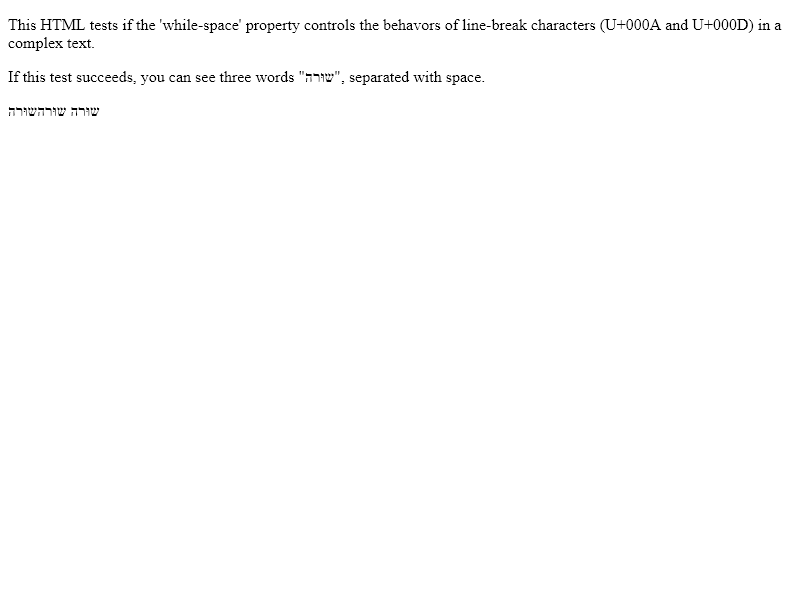 This HTML tests if the 'while-space' property controls the behavors of line-break characters (U+000A and U+000D) in a
complex text.
If this test succeeds, you can see three words "שורה", separated with space.
שורה שורהשורה